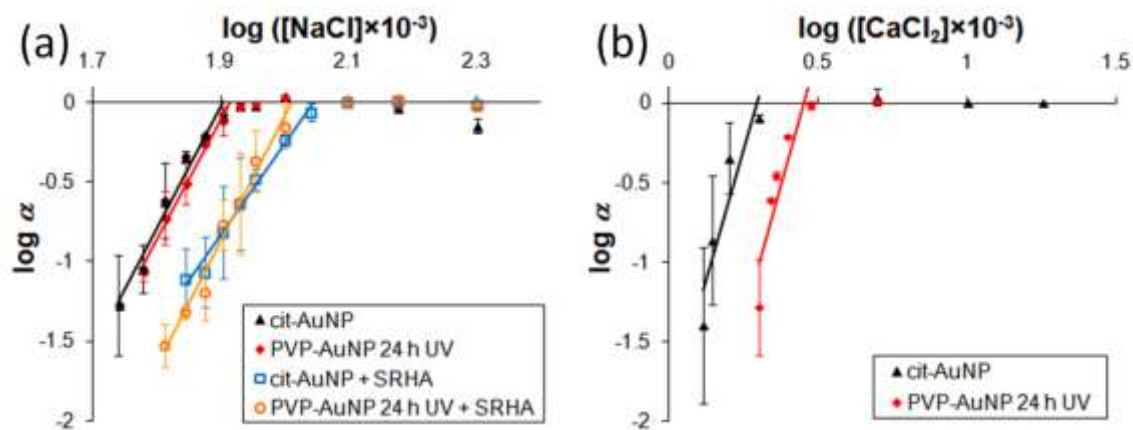 (a)
log ([NaCl]×10⁻³)
1.7 1.9 2.1 2.3
0
-0.5
-1
-1.5
-2
log α
cit-AuNP
PVP-AuNP 24 h UV
cit-AuNP + SRHA
PVP-AuNP 24 h UV + SRHA
(b)
log ([CaCl₂]×10⁻³)
0 0.5 1 1.5
0
-0.5
-1
-1.5
-2
log α
cit-AuNP
PVP-AuNP 24 h UV